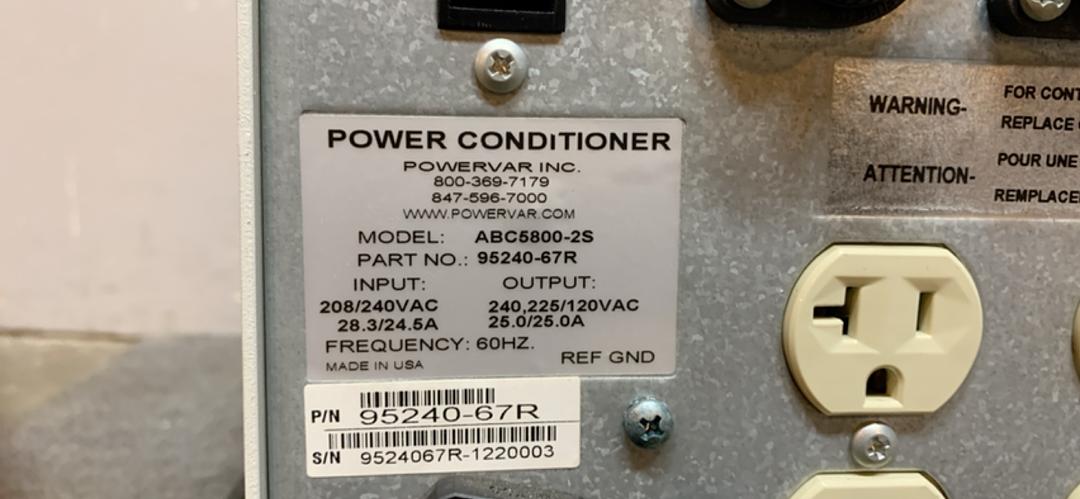 POWER CONDITIONER
POWERVAR INC.
800-369-7179
847-596-7000
WWW.POWERVAR.COM
MODEL: ABC5800-2S
PART NO.: 95240-67R
INPUT: OUTPUT:
208/240VAC 240,225/120VAC
28.3/24.5A 25.0/25.0A
FREQUENCY: 60HZ.
MADE IN USA REF GND
P/N 95240-67R
S/N 9524067R-1220003
WARNING- FOR CONT
REPLACE
ATTENTION- POUR UNE
REMPLACE